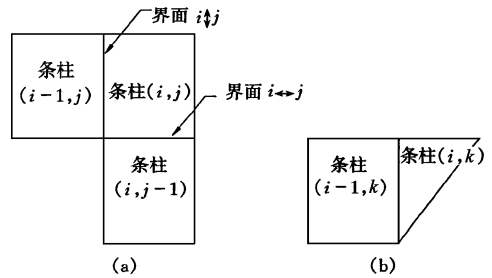 界面 i↕j
条柱
(i−1,j)
条柱(i,j)
界面 i↔j
条柱
(i,j−1)
(a)
条柱
(i−1,k)
条柱(i,k)
(b)